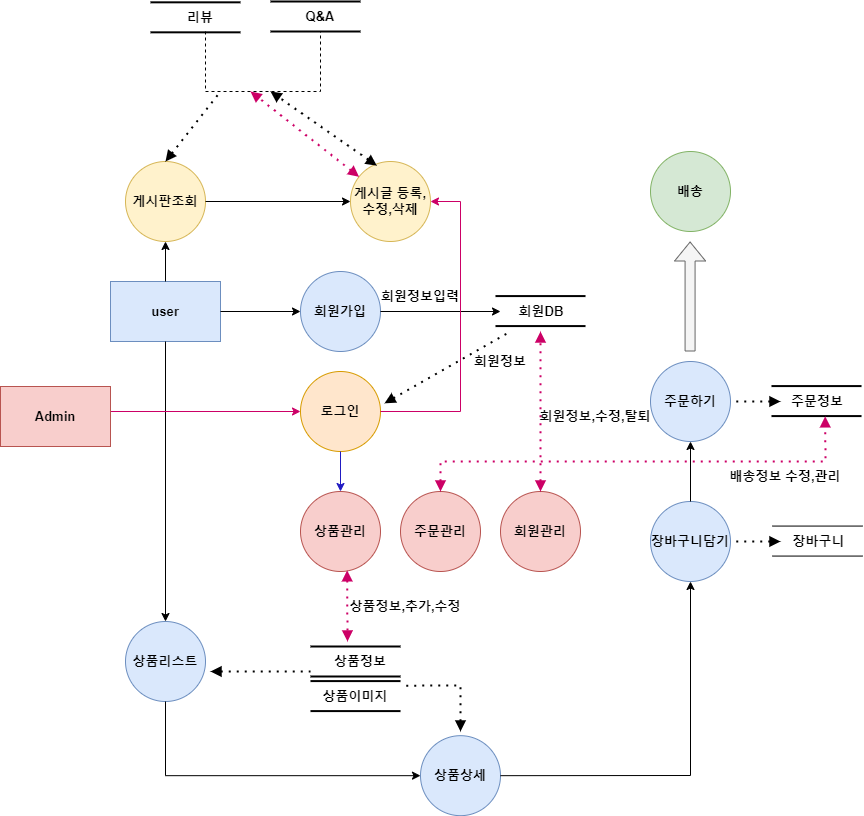 리뷰
Q&A
게시판조회
게시글 등록,
수정,삭제
배송
user
회원가입
회원정보입력
회원DB
회원정보
Admin
로그인
주문하기
주문정보
회원정보,수정,탈퇴
배송정보 수정,관리
상품관리
주문관리
회원관리
장바구니담기
장바구니
상품정보,추가,수정
상품리스트
상품정보
상품이미지
상품상세